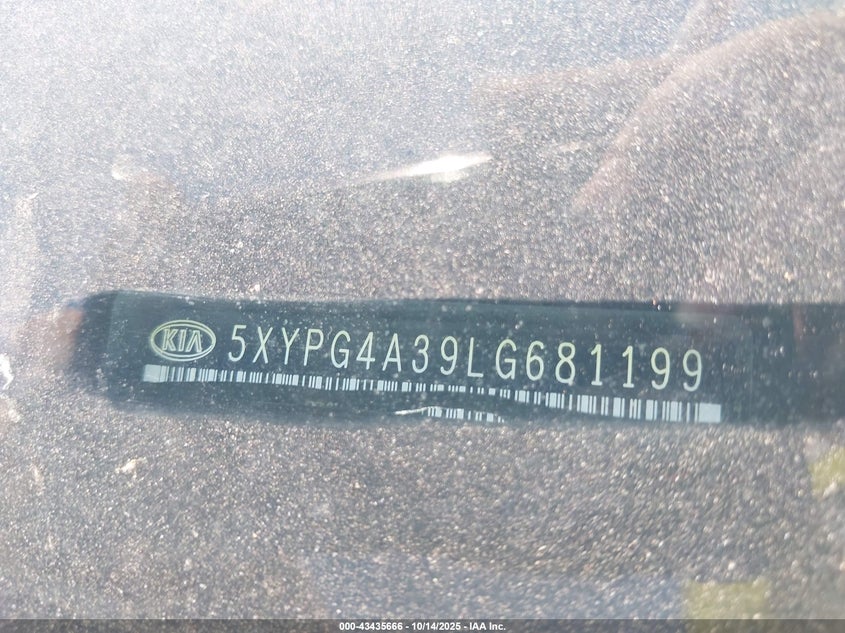 KIA 5XYPG4A39LG681199
000-43435666 - 10/14/2025 - IAA Inc.